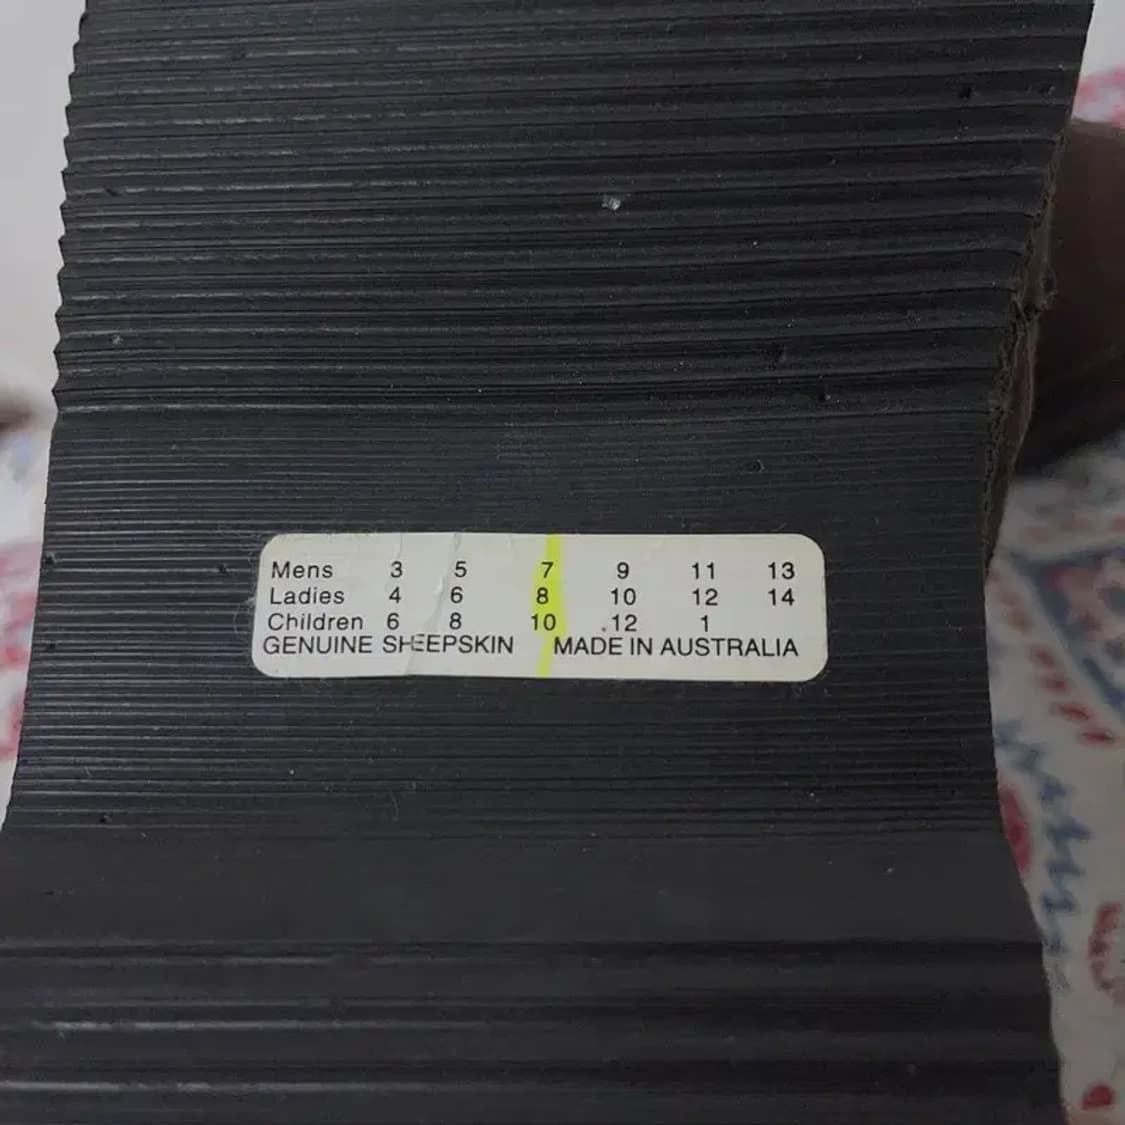 Mens 3 5 7 9 11 13
Ladies 4 6 8 10 12 14
Children 6 8 10 12 1
GENUINE SHEEPSKIN MADE IN AUSTRALIA